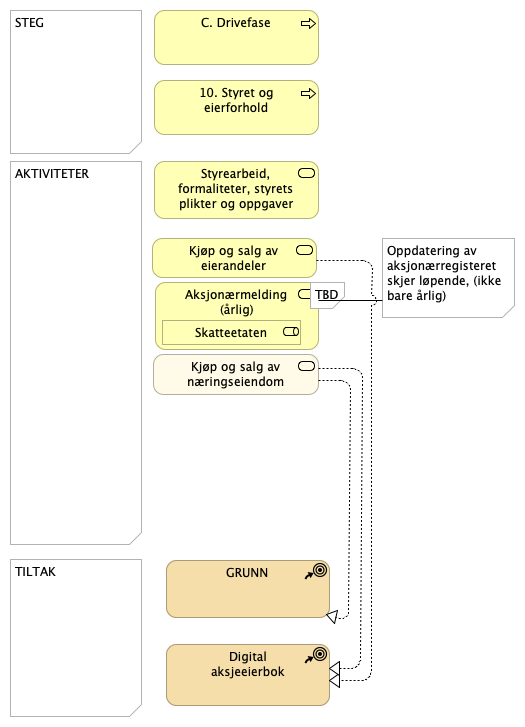 STEG
C. Drivefase
10. Styret og
eierforhold
AKTIVITETER
Styrearbeid,
formaliteter, styrets
plikter og oppgaver
Kjøp og salg av
eierandeler
Oppdatering av
aksjonærregisteret
skjer løpende, (ikke
bare årlig)
Aksjonærmelding
(årlig)
TBD
Skatteetaten
Kjøp og salg av
næringseiendom
TILTAK
GRUNN
Digital
aksjeeierbok